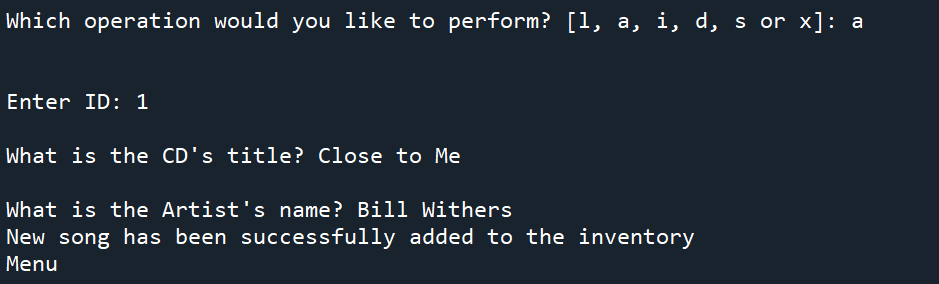 Which operation would you like to perform? [l, a, i, d, s or x]: a
Enter ID: 1
What is the CD's title? Close to Me
What is the Artist's name? Bill Withers
New song has been successfully added to the inventory
Menu